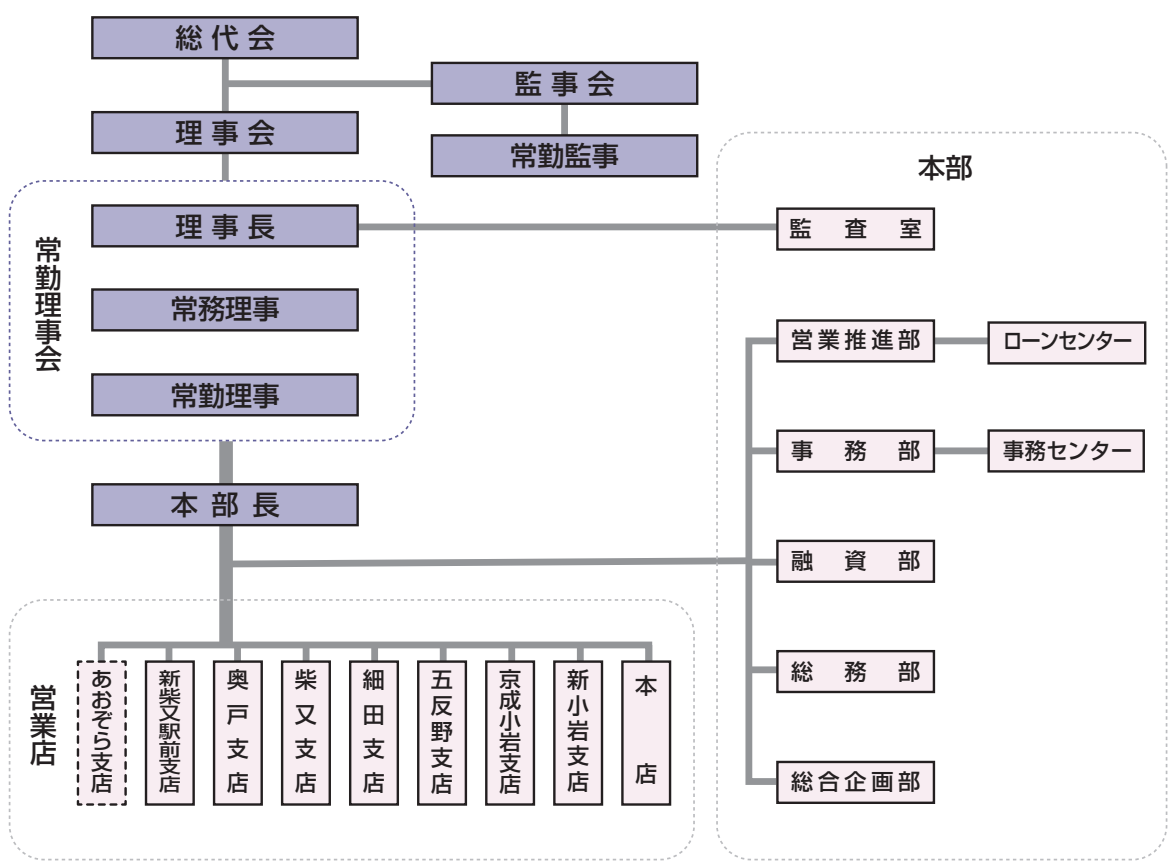 総代会
監事会
理事会
常勤監事
本部
理事長
監査室
常勤理事会
常務理事
営業推進部
ローンセンター
常勤理事
事務部
事務センター
本部長
融資部
総務部
総合企画部
営業店
あおぞら支店
新柴又駅前支店
奥戸支店
柴又支店
細田支店
五反野支店
京成小岩支店
新小岩支店
本店